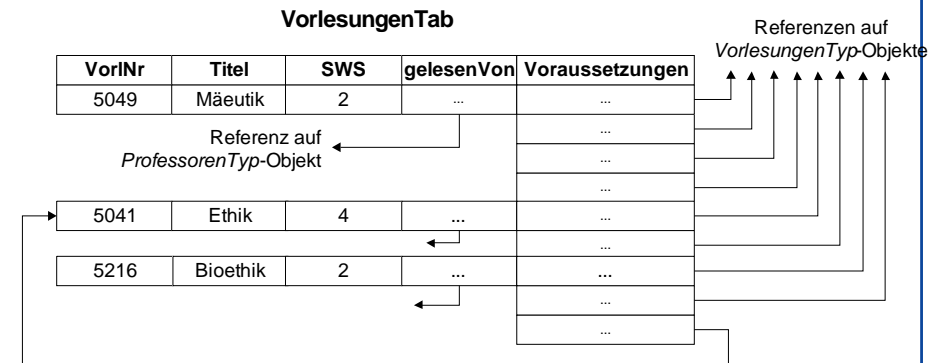 VorlesungenTab
Referenzen auf
VorlesungenTyp-Objekte
VorlNr Titel SWS gelesenVon Voraussetzungen
5049 Mäeutik 2 ... ...
...
Referenz auf
ProfessorenTyp-Objekt
...
...
5041 Ethik 4 ... ...
...
5216 Bioethik 2 ... ...
...
...